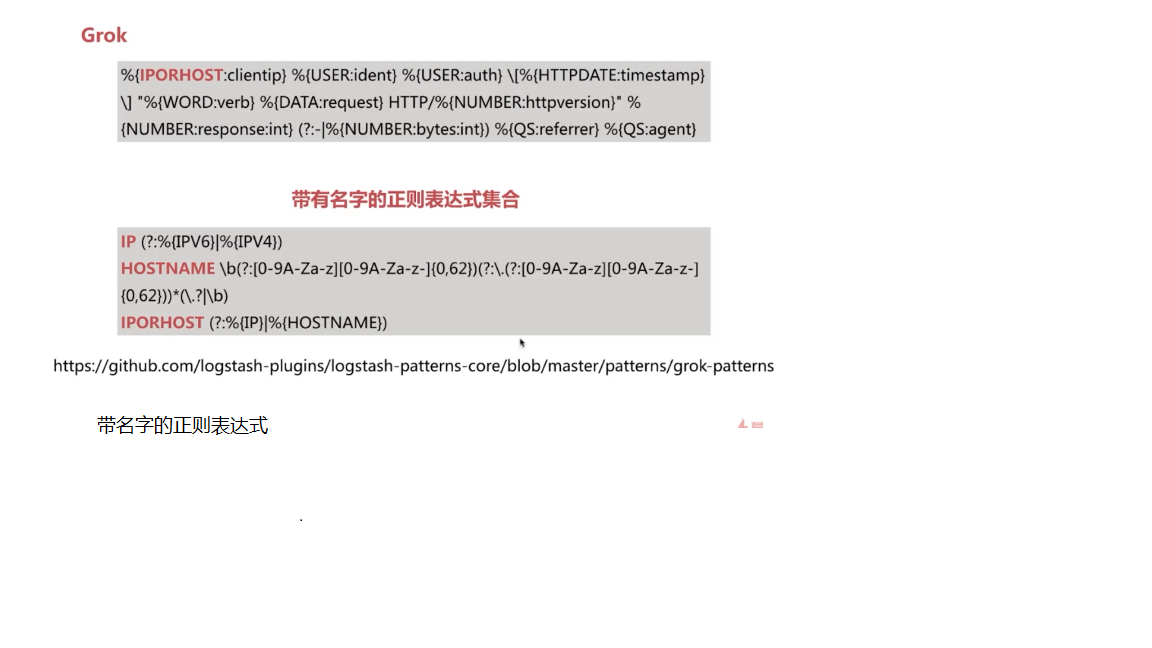 Grok
%{IPORHOST:clientip} %{USER:ident} %{USER:auth} \[%{HTTPDATE:timestamp}
\] "%{WORD:verb} %{DATA:request} HTTP/%{NUMBER:httpversion}" %
{NUMBER:response:int} (?:-|%{NUMBER:bytes:int}) %{QS:referrer} %{QS:agent}
带有名字的正则表达式集合
IP (?:%{IPV6}|%{IPV4})
HOSTNAME \b(?:[0-9A-Za-z][0-9A-Za-z-]{0,62})(?:\.(?:[0-9A-Za-z][0-9A-Za-z-]
{0,62}))*(\.?|\b)
IPORHOST (?:%{IP}|%{HOSTNAME})
https://github.com/logstash-plugins/logstash-patterns-core/blob/master/patterns/grok-patterns
带名字的正则表达式